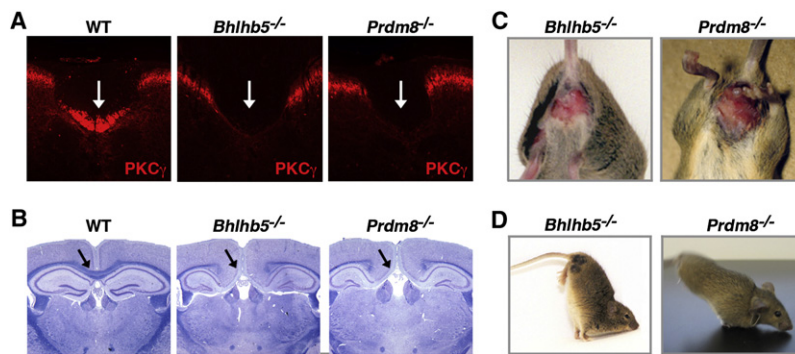 A
WT
Bhlhb5-/-
Prdm8-/-
PKCγ
PKCγ
PKCγ
B
WT
Bhlhb5-/-
Prdm8-/-
C
Bhlhb5-/-
Prdm8-/-
D
Bhlhb5-/-
Prdm8-/-